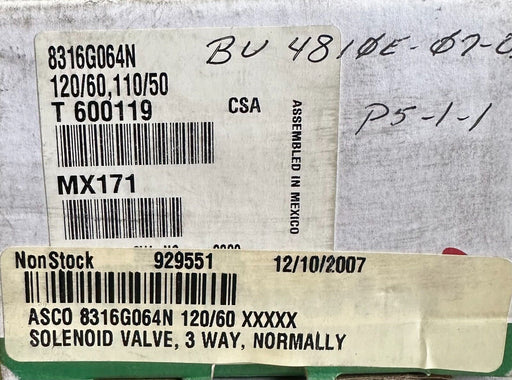 8316G064N
120/60,110/50
T 600119
CSA
ASSEMBLED IN MEXICO
MX171
BU 4810E-07-
P5-1-1
NonStock 929551 12/10/2007
ASCO 8316G064N 120/60 XXXXX
SOLENOID VALVE, 3 WAY, NORMALLY